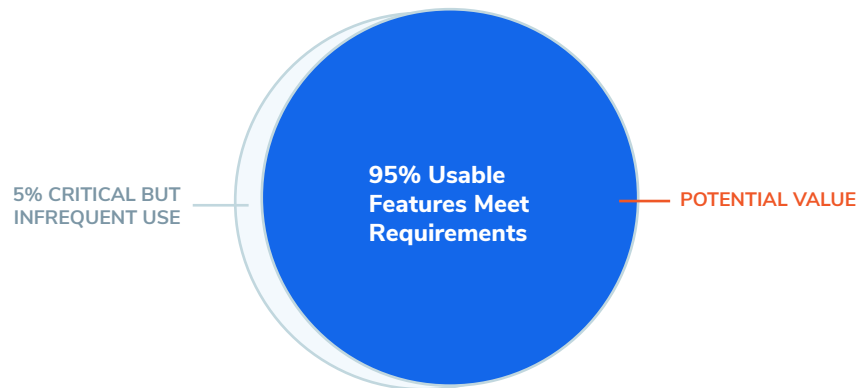 5% CRITICAL BUT
INFREQUENT USE
95% Usable
Features Meet
Requirements
POTENTIAL VALUE